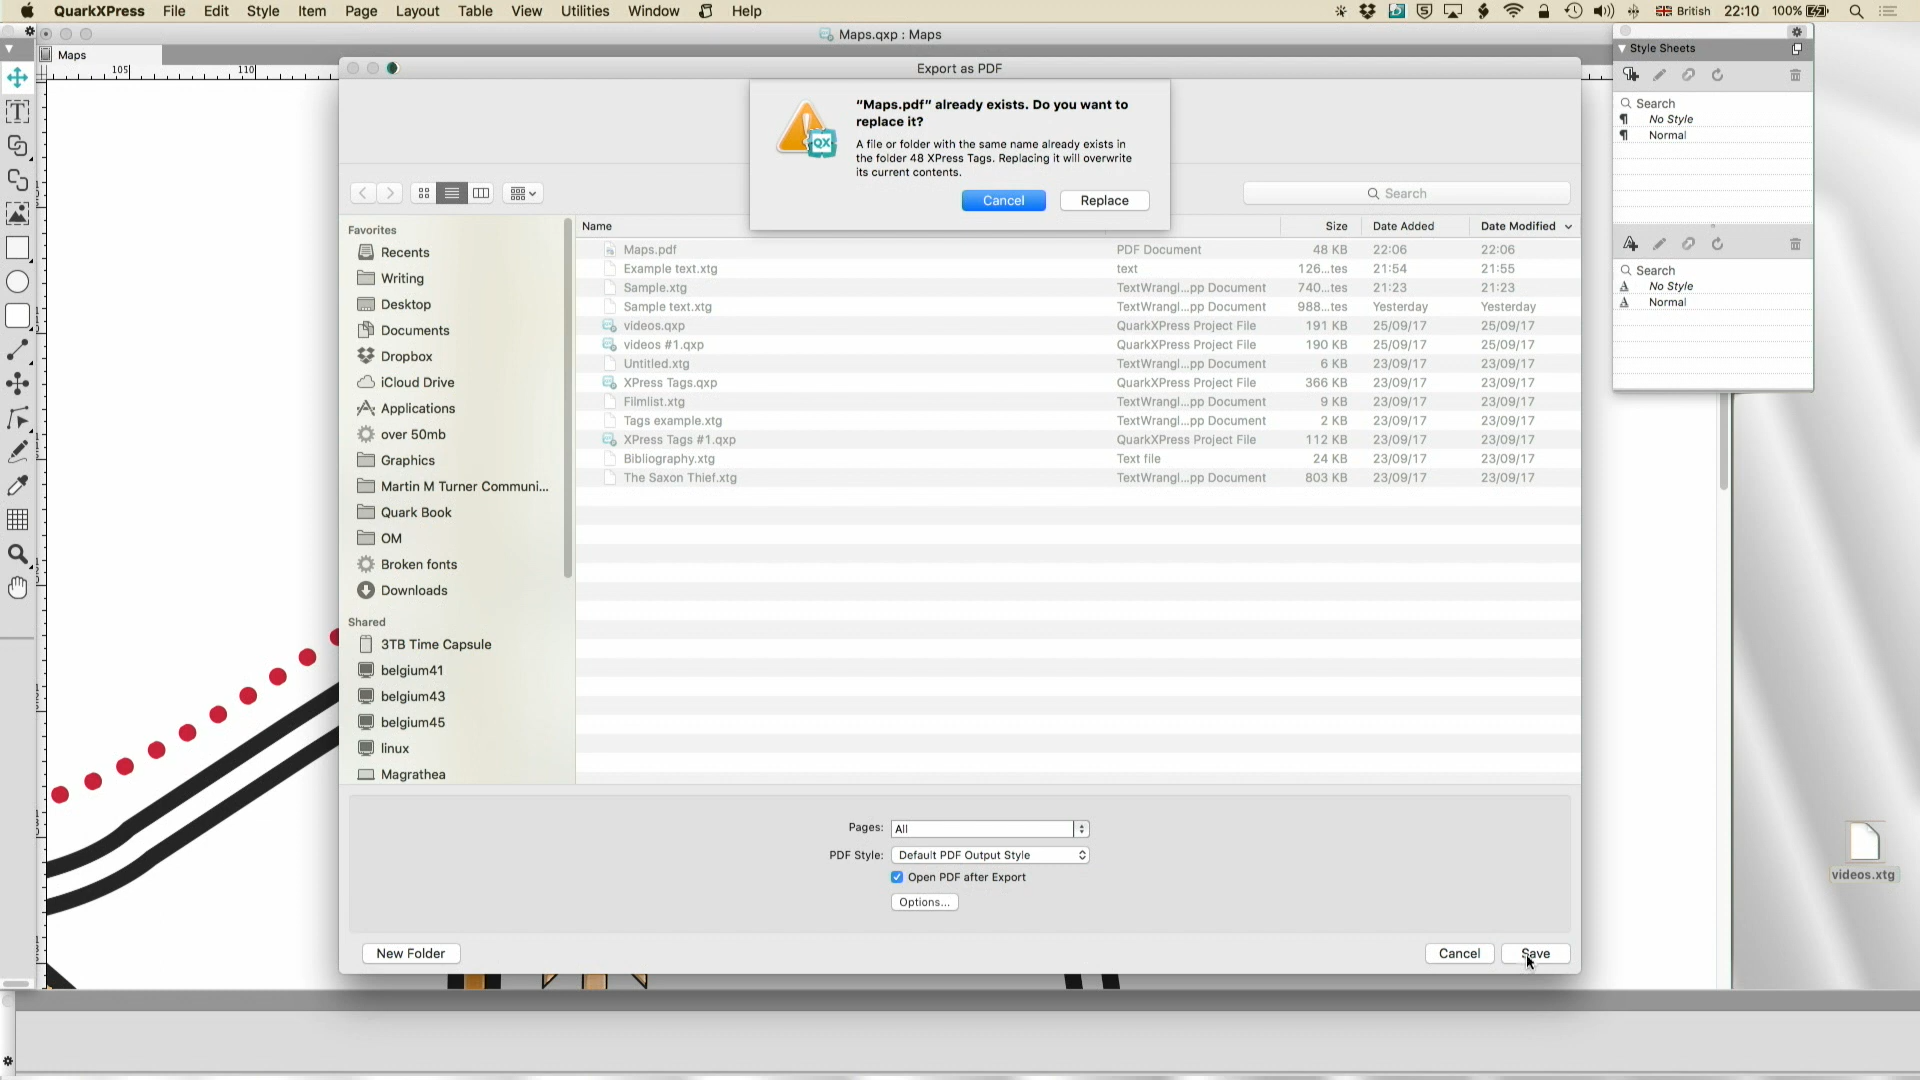 QuarkXPress File Edit Style Item Page Layout Table View Utilities Window Help British 22:10 100%
Maps.qxp : Maps
Maps
105 110
Export as PDF
“Maps.pdf” already exists. Do you want to
replace it?
A file or folder with the same name already exists in
the folder 48 XPress Tags. Replacing it will overwrite
its current contents.
Cancel Replace
QX
Search
Favorites
Recents
Writing
Desktop
Documents
Dropbox
iCloud Drive
Applications
over 50mb
Graphics
Martin M Turner Communi...
Quark Book
OM
Broken fonts
Downloads
Shared
3TB Time Capsule
belgium41
belgium43
belgium45
linux
Magrathea
Name Size Date Added Date Modified
Maps.pdf PDF Document 48 KB 22:06 22:06
Example text.xtg text 126...tes 21:54 21:55
Sample.xtg TextWrangl...pp Document 740...tes 21:23 21:23
Sample text.xtg TextWrangl...pp Document 988...tes Yesterday Yesterday
videos.qxp QuarkXPress Project File 191 KB 25/09/17 25/09/17
videos #1.qxp QuarkXPress Project File 190 KB 25/09/17 25/09/17
Untitled.xtg TextWrangl...pp Document 6 KB 23/09/17 23/09/17
XPress Tags.qxp QuarkXPress Project File 366 KB 23/09/17 23/09/17
Filmlist.xtg TextWrangl...pp Document 9 KB 23/09/17 23/09/17
Tags example.xtg TextWrangl...pp Document 2 KB 23/09/17 23/09/17
XPress Tags #1.qxp QuarkXPress Project File 112 KB 23/09/17 23/09/17
Bibliography.xtg Text file 24 KB 23/09/17 23/09/17
The Saxon Thief.xtg TextWrangl...pp Document 803 KB 23/09/17 23/09/17
Pages: All
PDF Style: Default PDF Output Style
Open PDF after Export
Options...
New Folder Cancel Save
Style Sheets
Search
No Style
Normal
Search
No Style
Normal
videos.xtg